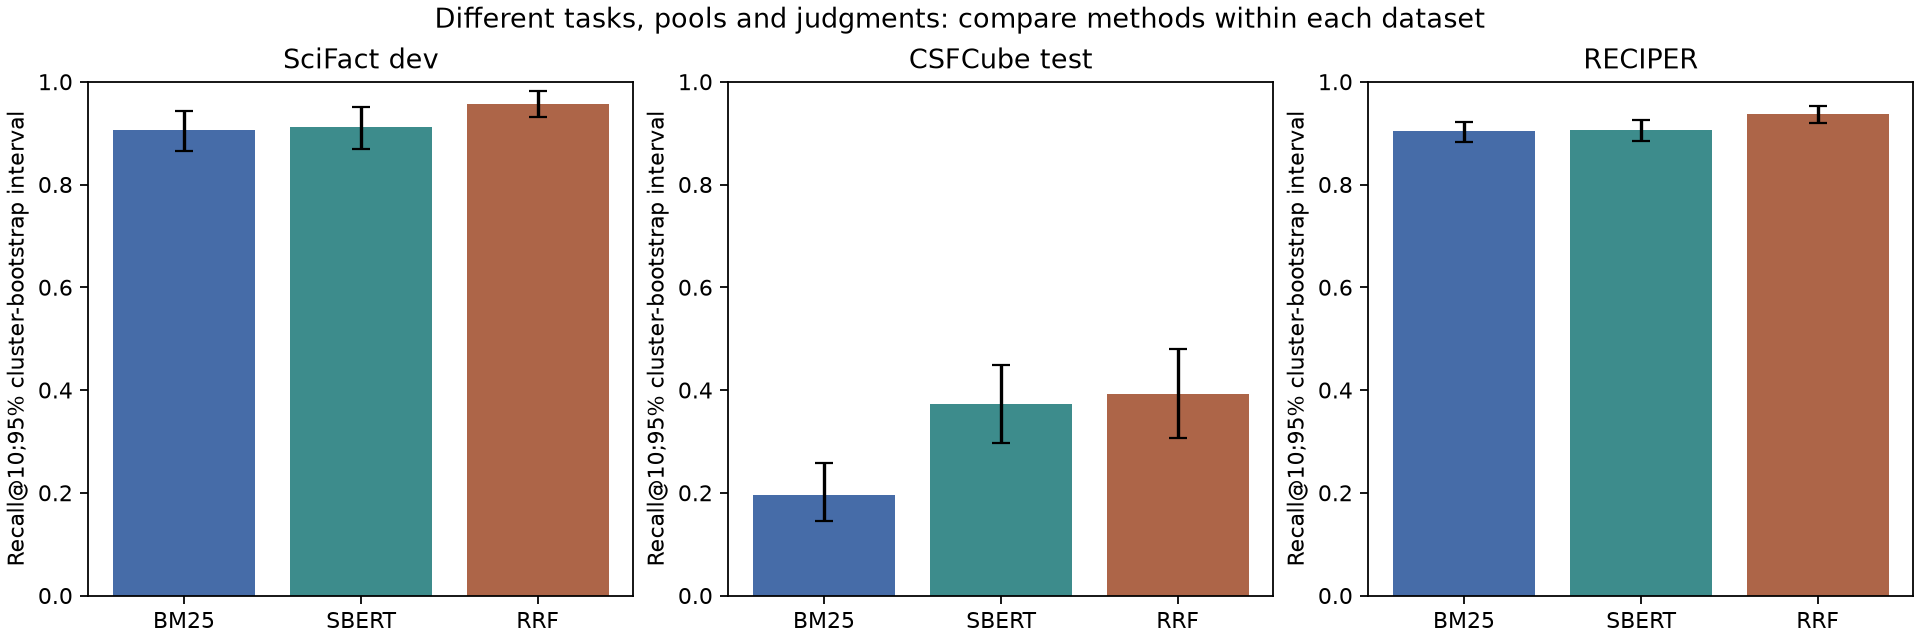 Different tasks, pools and judgments: compare methods within each dataset
SciFact dev
Recall@10;95% cluster-bootstrap interval
1.0
0.8
0.6
0.4
0.2
0.0
BM25 SBERT RRF
CSFCube test
Recall@10;95% cluster-bootstrap interval
1.0
0.8
0.6
0.4
0.2
0.0
BM25 SBERT RRF
RECIPER
Recall@10;95% cluster-bootstrap interval
1.0
0.8
0.6
0.4
0.2
0.0
BM25 SBERT RRF